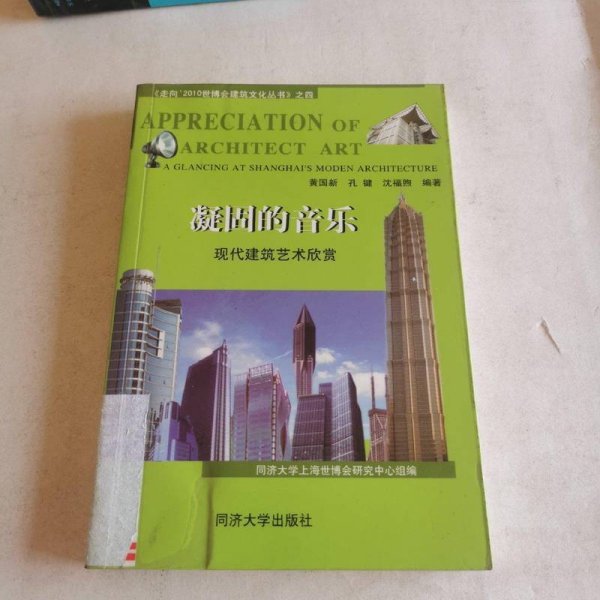 《走向'2010世博会建筑文化丛书》之四
APPRECIATION OF
ARCHITECT ART
A GLANCING AT SHANGHAI'S MODEN ARCHITECTURE
黄国新 孔键 沈福煦 编著
凝固的音乐
现代建筑艺术欣赏
同济大学上海世博会研究中心组编
同济大学出版社